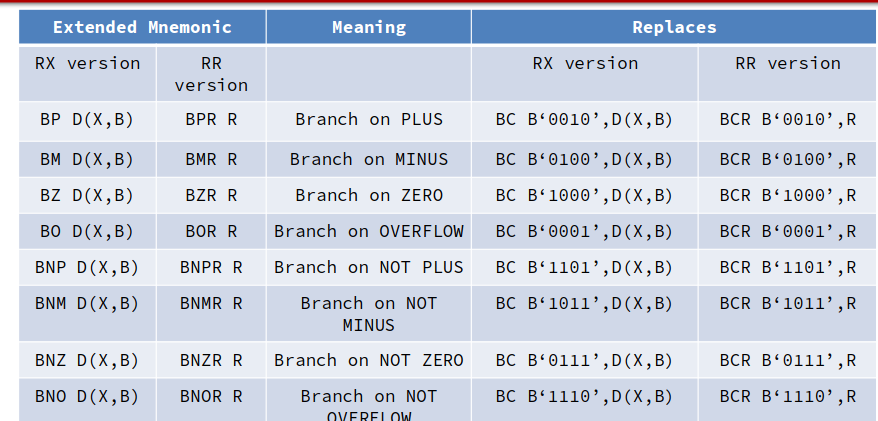 Extended Mnemonic Meaning Replaces
RX version RR version RX version RR version
BP D(X,B) BPR R Branch on PLUS BC B‘0010’,D(X,B) BCR B‘0010’,R
BM D(X,B) BMR R Branch on MINUS BC B‘0100’,D(X,B) BCR B‘0100’,R
BZ D(X,B) BZR R Branch on ZERO BC B‘1000’,D(X,B) BCR B‘1000’,R
BO D(X,B) BOR R Branch on OVERFLOW BC B‘0001’,D(X,B) BCR B‘0001’,R
BNP D(X,B) BNPR R Branch on NOT PLUS BC B‘1101’,D(X,B) BCR B‘1101’,R
BNM D(X,B) BNMR R Branch on NOT MINUS BC B‘1011’,D(X,B) BCR B‘1011’,R
BNZ D(X,B) BNZR R Branch on NOT ZERO BC B‘0111’,D(X,B) BCR B‘0111’,R
BNO D(X,B) BNOR R Branch on NOT OVERFLOW BC B‘1110’,D(X,B) BCR B‘1110’,R